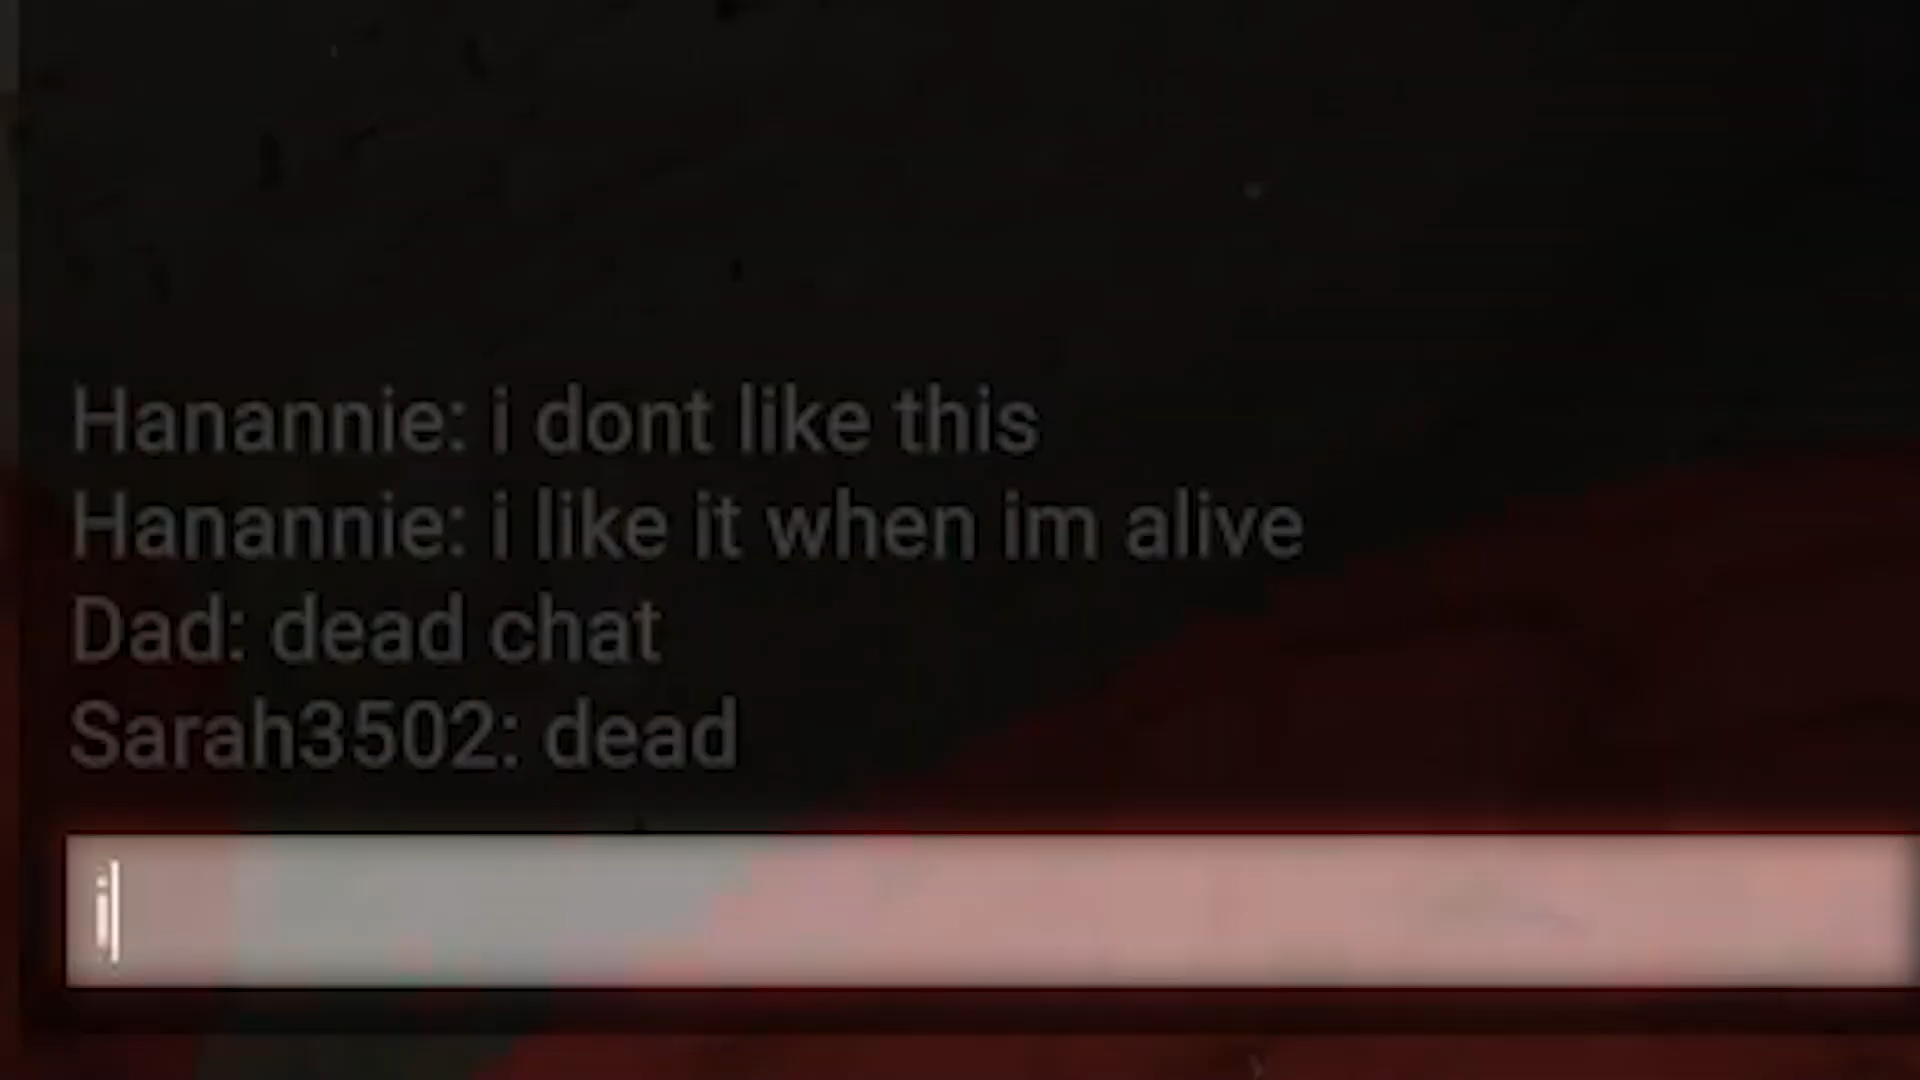 Hanannie: i dont like this
Hanannie: i like it when im alive
Dad: dead chat
Sarah3502: dead
i